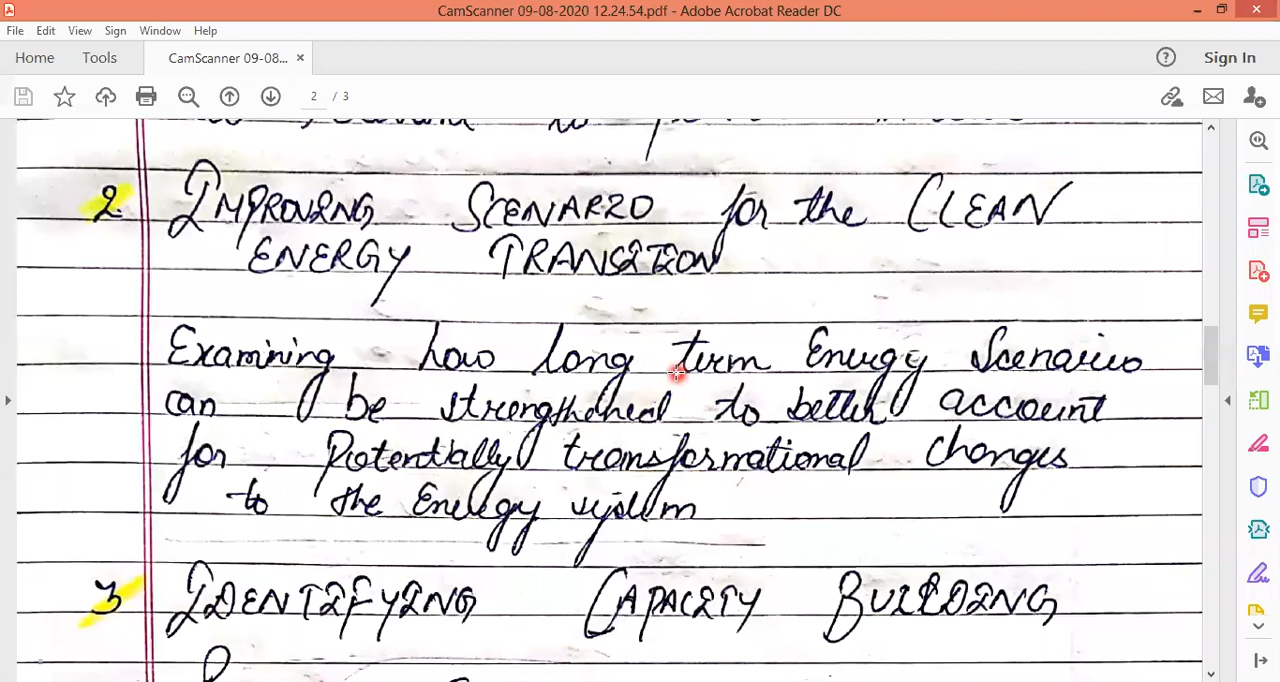 CamScanner 09-08-2020 12.24.54.pdf - Adobe Acrobat Reader DC
File Edit View Sign Window Help
Home Tools CamScanner 09-08... × Sign In
2 / 3
2 IMPROVING SCENARIO for the CLEAN
ENERGY TRANSITION
Examining how long term Energy Scenarios
can be strengthened to better account
for Potentially transformational changes
to the Energy system
3 IDENTIFYING CAPACITY BUILDING